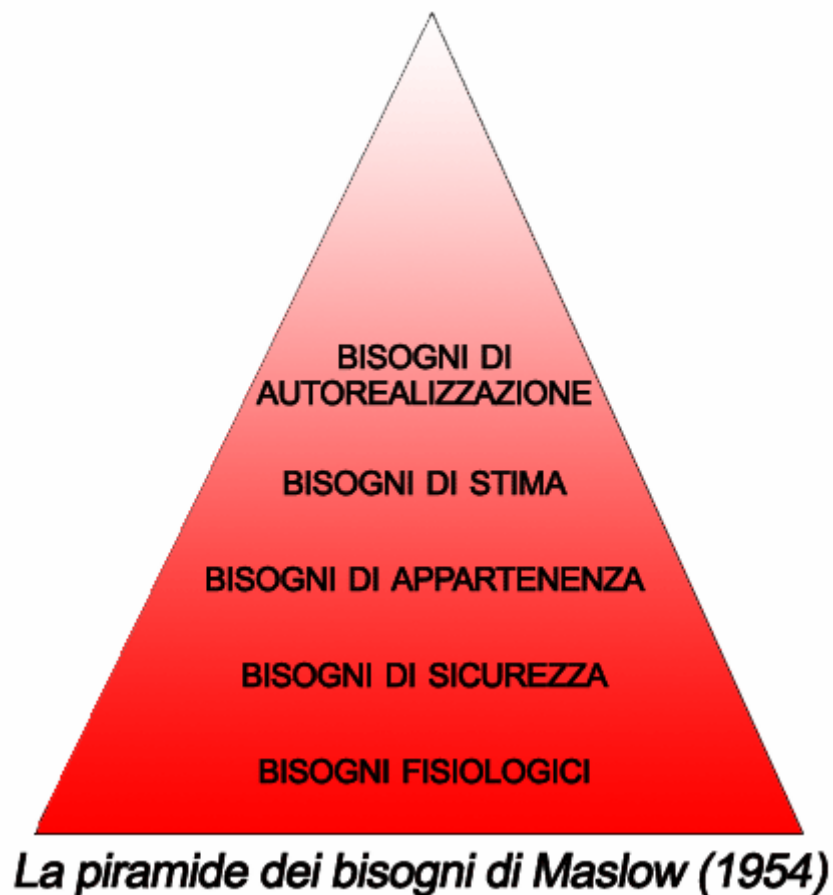 BISOGNI DI
AUTOREALIZZAZIONE
BISOGNI DI STIMA
BISOGNI DI APPARTENENZA
BISOGNI DI SICUREZZA
BISOGNI FISIOLOGICI
La piramide dei bisogni di Maslow (1954)